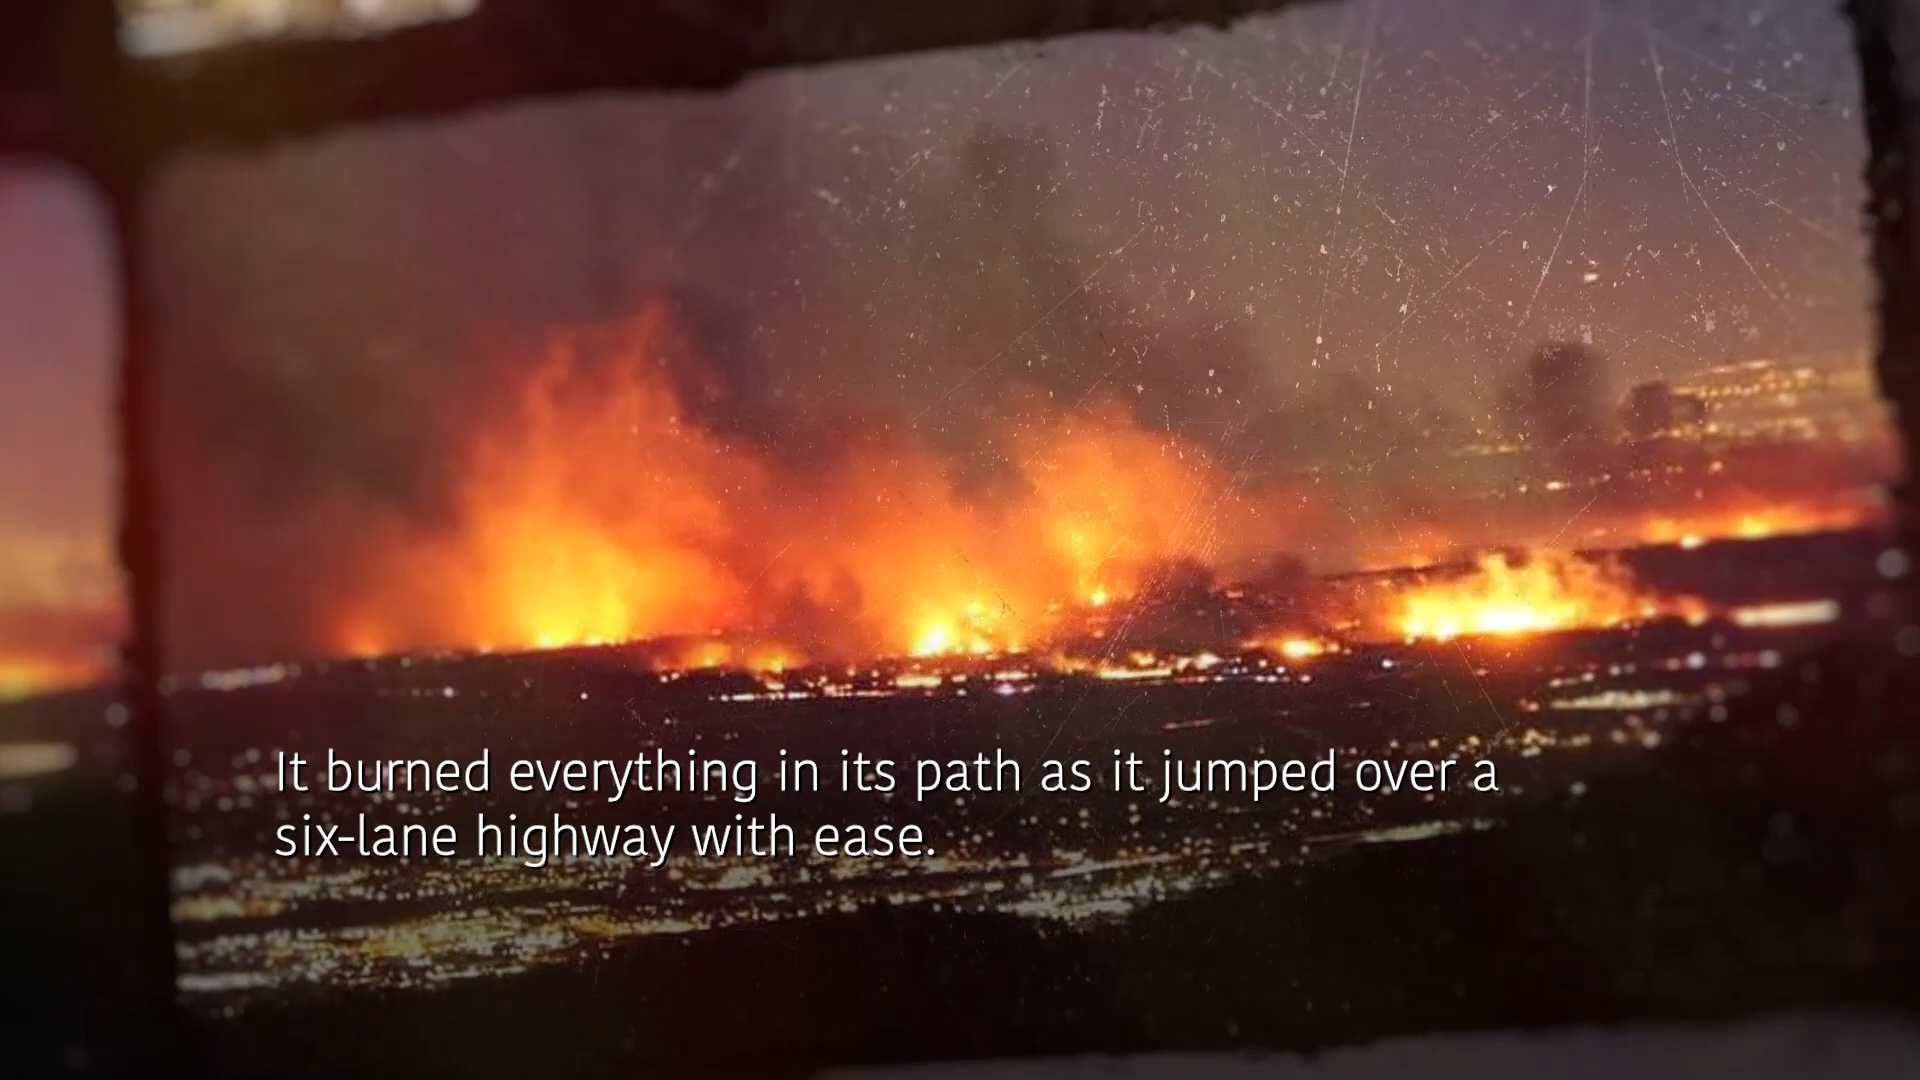 It burned everything in its path as it jumped over a
six-lane highway with ease.